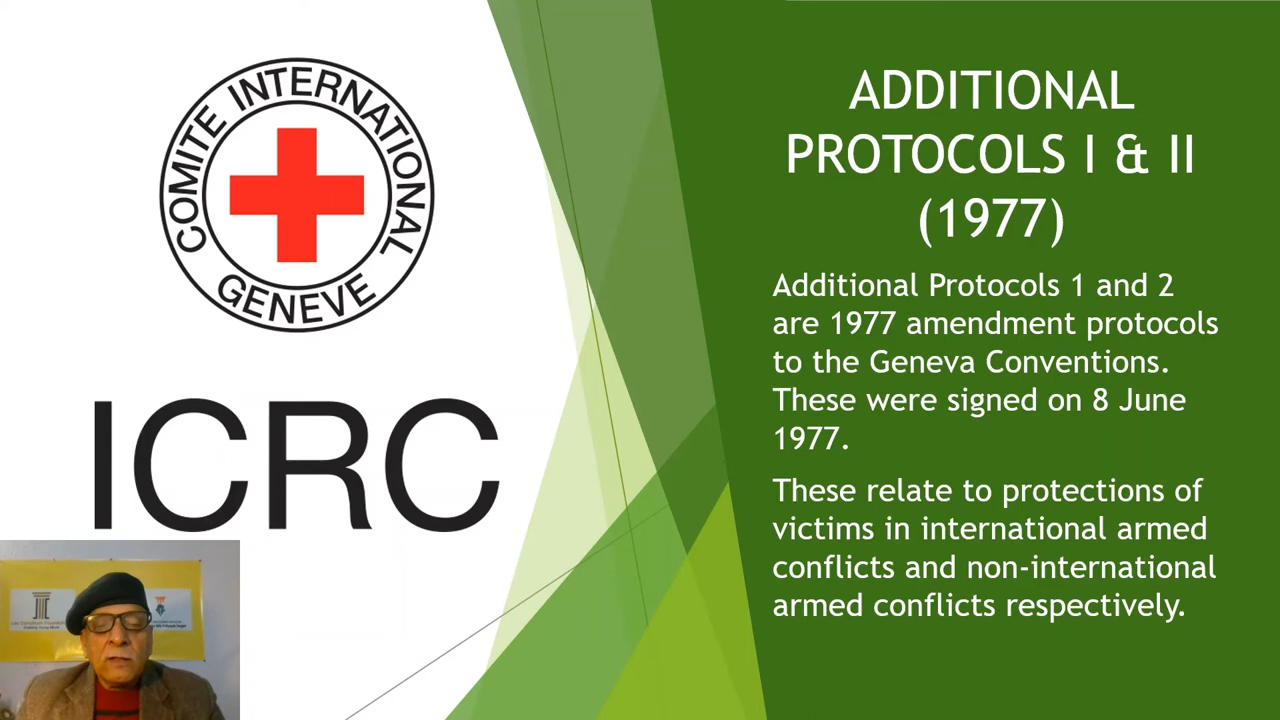 COMITE INTERNATIONAL
GENEVE
ICRC
ADDITIONAL
PROTOCOLS I & II
(1977)
Additional Protocols 1 and 2
are 1977 amendment protocols
to the Geneva Conventions.
These were signed on 8 June
1977.
These relate to protections of
victims in international armed
conflicts and non-international
armed conflicts respectively.